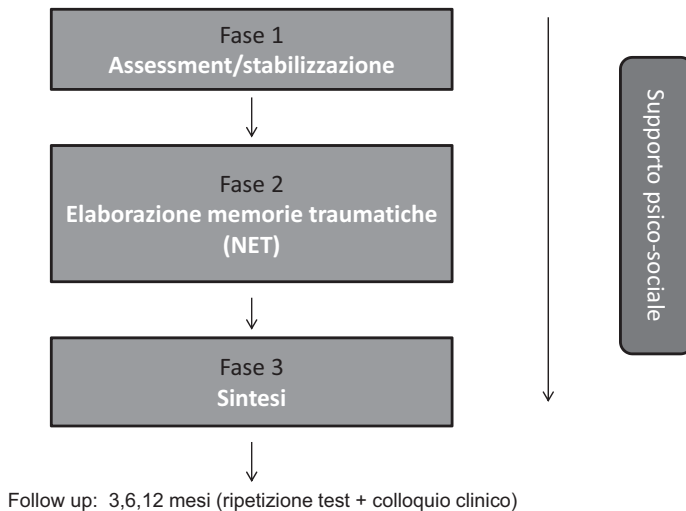 Fase 1
Assessment/stabilizzazione
Fase 2
Elaborazione memorie traumatiche
(NET)
Fase 3
Sintesi
Supporto psico-sociale
Follow up: 3,6,12 mesi (ripetizione test + colloquio clinico)